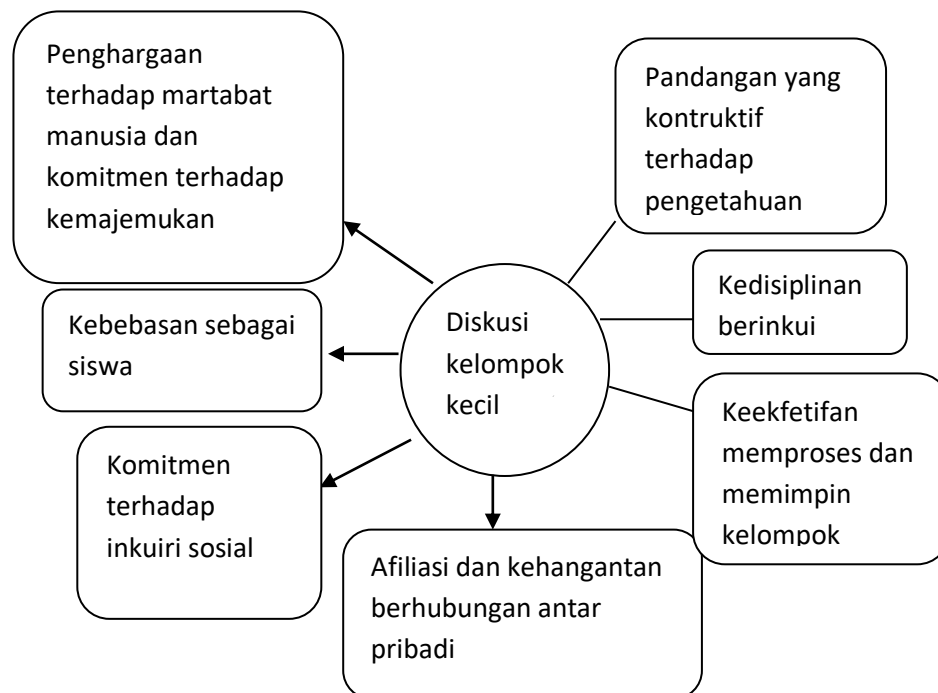 Penghargaan
terhadap martabat
manusia dan
komitmen terhadap
kemajemukan
Pandangan yang
kontruktif
terhadap
pengetahuan
Kedisiplinan
berinkui
Diskusi
kelompok
kecil
Kebebasan sebagai
siswa
Keekfetifan
memproses dan
memimpin
kelompok
Komitmen
terhadap
inkuiri sosial
Afiliasi dan kehangantan
berhubungan antar
pribadi